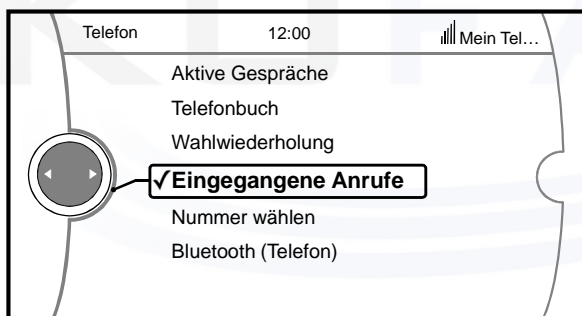 Telefon 12:00 Mein Tel…
Aktive Gespräche
Telefonbuch
Wahlwiederholung
✓Eingegangene Anrufe
Nummer wählen
Bluetooth (Telefon)